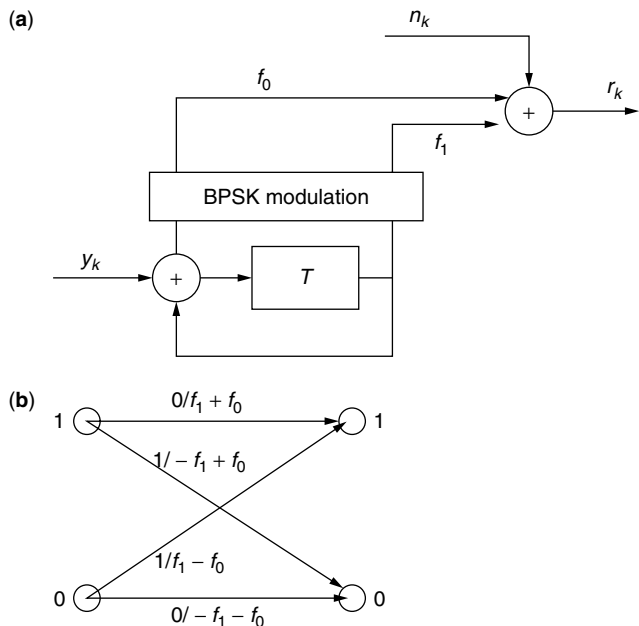 (a)
n_k
f_0
r_k
+
f_1
BPSK modulation
y_k
+
T
(b)
0/f_1 + f_0
1
1
1/ − f_1 + f_0
1/f_1 − f_0
0
0
0/ − f_1 − f_0